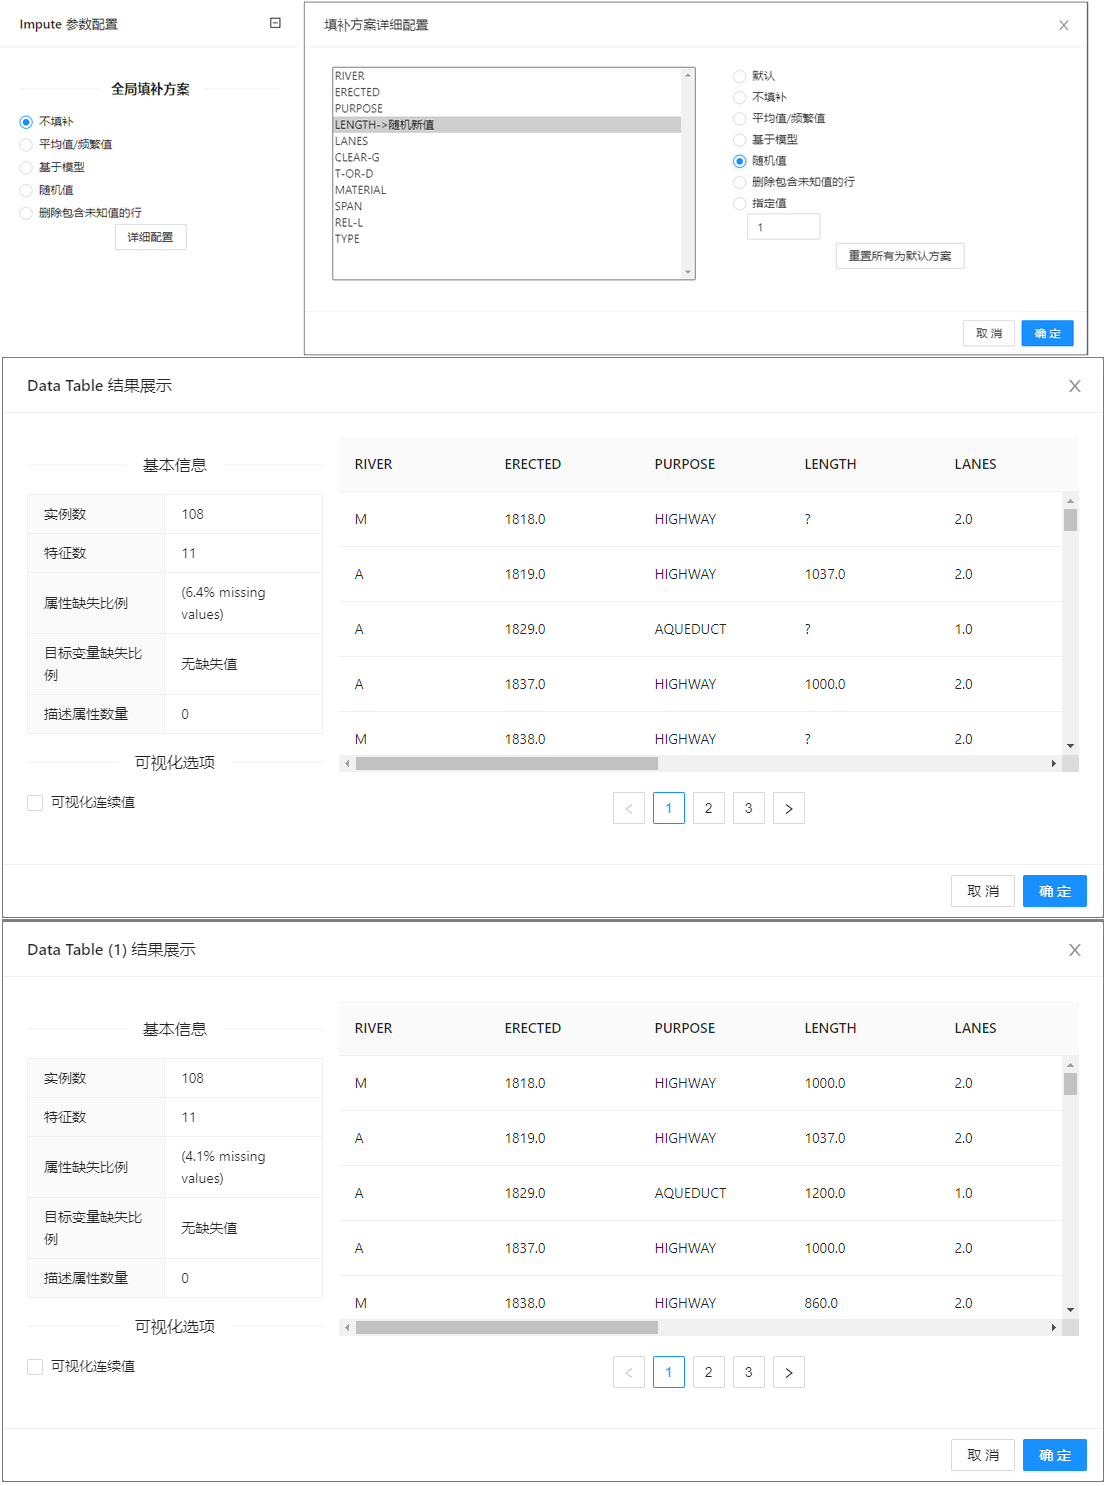 Impute 参数配置
全局填补方案
不填补
平均值/频繁值
基于模型
随机值
删除包含未知值的行
详细配置
填补方案详细配置
RIVER
ERECTED
PURPOSE
LENGTH->随机新值
LANES
CLEAR-G
T-OR-D
MATERIAL
SPAN
REL-L
TYPE
默认
不填补
平均值/频繁值
基于模型
随机值
删除包含未知值的行
指定值
1
重置所有为默认方案
取 消 确 定
Data Table 结果展示
基本信息
实例数 108
特征数 11
属性缺失比例 (6.4% missing
values)
目标变量缺失比
例 无缺失值
描述属性数量 0
可视化选项
可视化连续值
RIVER ERECTED PURPOSE LENGTH LANES
M 1818.0 HIGHWAY ? 2.0
A 1819.0 HIGHWAY 1037.0 2.0
A 1829.0 AQUEDUCT ? 1.0
A 1837.0 HIGHWAY 1000.0 2.0
M 1838.0 HIGHWAY ? 2.0
< 1 2 3 >
取 消 确 定
Data Table (1) 结果展示
基本信息
实例数 108
特征数 11
属性缺失比例 (4.1% missing
values)
目标变量缺失比
例 无缺失值
描述属性数量 0
可视化选项
可视化连续值
RIVER ERECTED PURPOSE LENGTH LANES
M 1818.0 HIGHWAY 1000.0 2.0
A 1819.0 HIGHWAY 1037.0 2.0
A 1829.0 AQUEDUCT 1200.0 1.0
A 1837.0 HIGHWAY 1000.0 2.0
M 1838.0 HIGHWAY 860.0 2.0
< 1 2 3 >
取 消 确 定